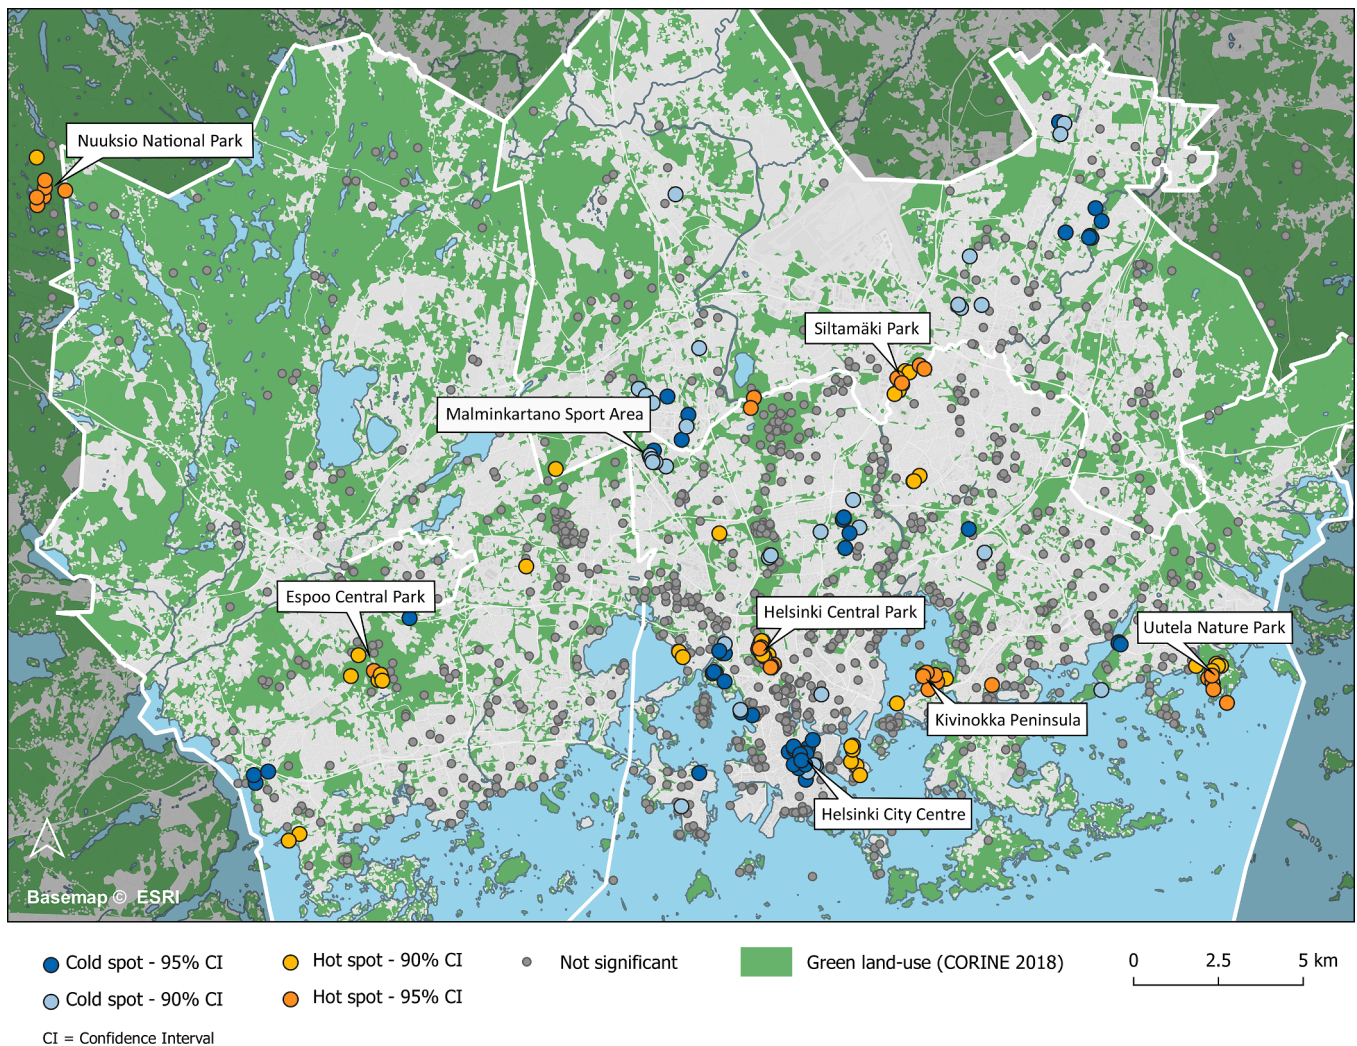 Nuuksio National Park
Siltamäki Park
Malminkartano Sport Area
Espoo Central Park
Helsinki Central Park
Uutela Nature Park
Kivinokka Peninsula
Helsinki City Centre
Basemap © ESRI
Cold spot - 95% CI
Hot spot - 90% CI
Not significant
Green land-use (CORINE 2018)
0 2.5 5 km
Cold spot - 90% CI
Hot spot - 95% CI
CI = Confidence Interval